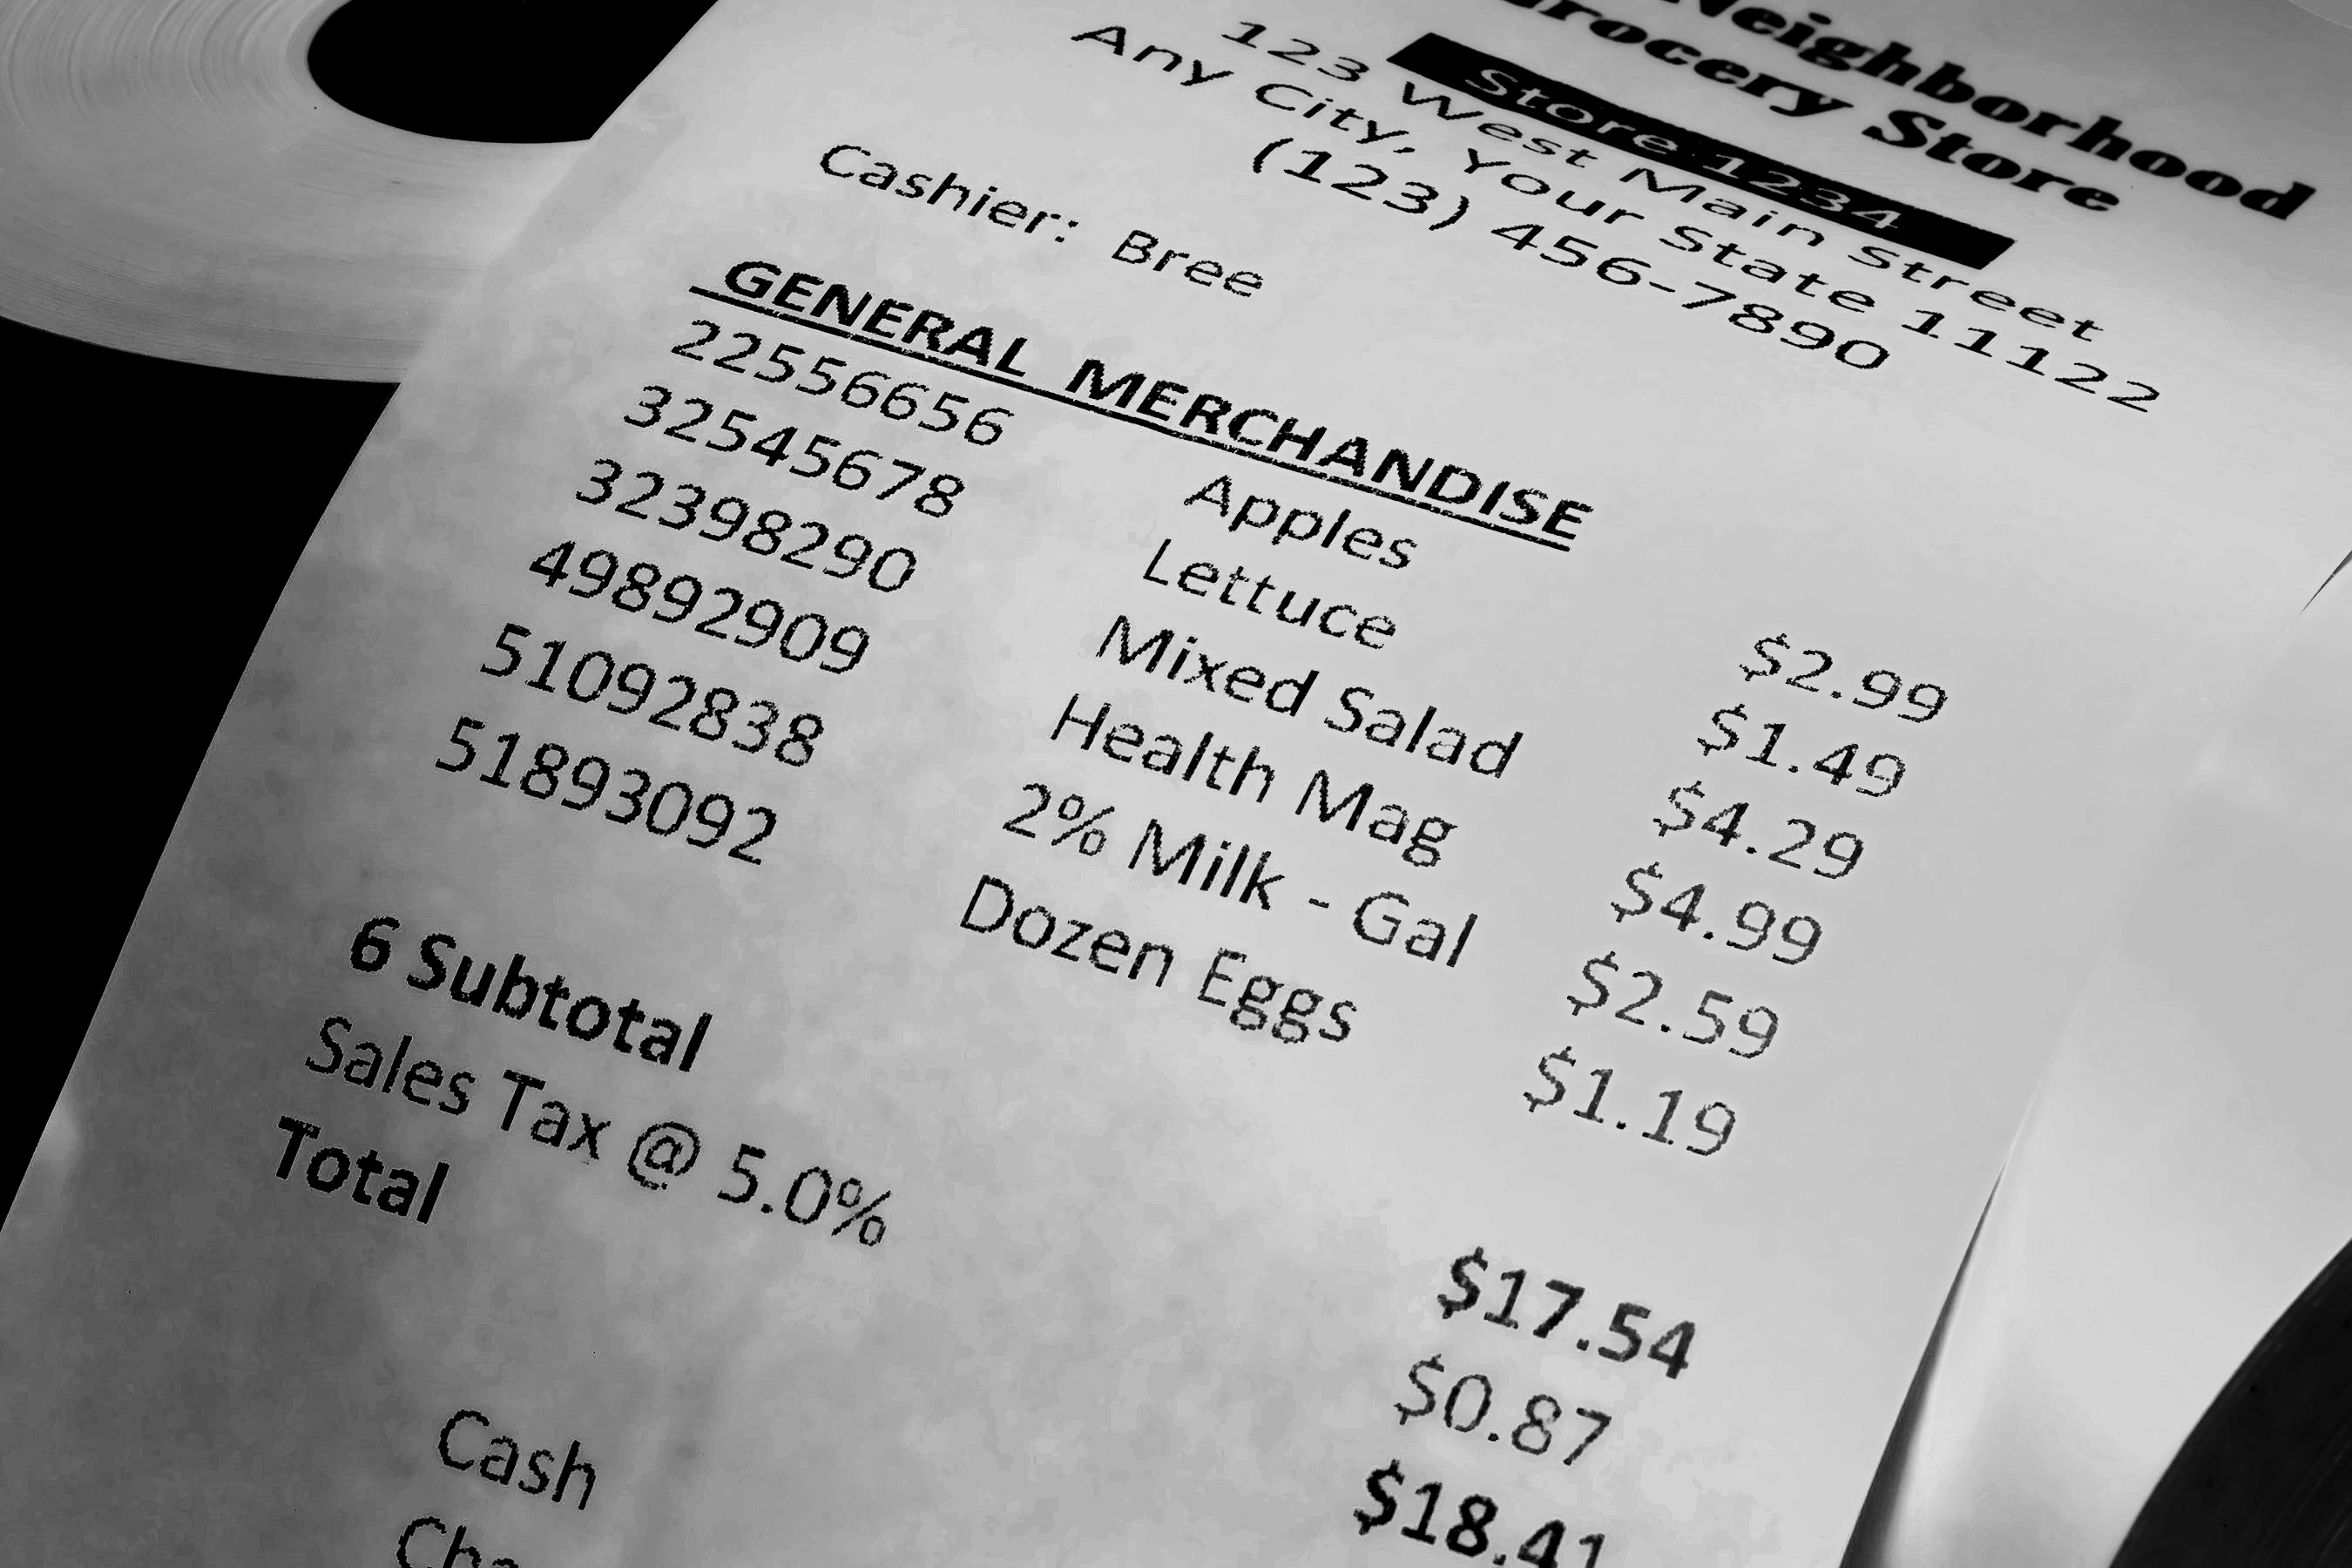 Neighborhood
Grocery Store
Store 1234
123 West Main Street
Any City, Your State 11122
(123) 456-7890
Cashier: Bree
GENERAL MERCHANDISE
22556656 Apples $2.99
32545678 Lettuce $1.49
32398290 Mixed Salad $4.29
49892909 Health Mag $4.99
51092838 2% Milk - Gal $2.59
51893092 Dozen Eggs $1.19
6 Subtotal $17.54
Sales Tax @ 5.0% $0.87
Total $18.41
Cash